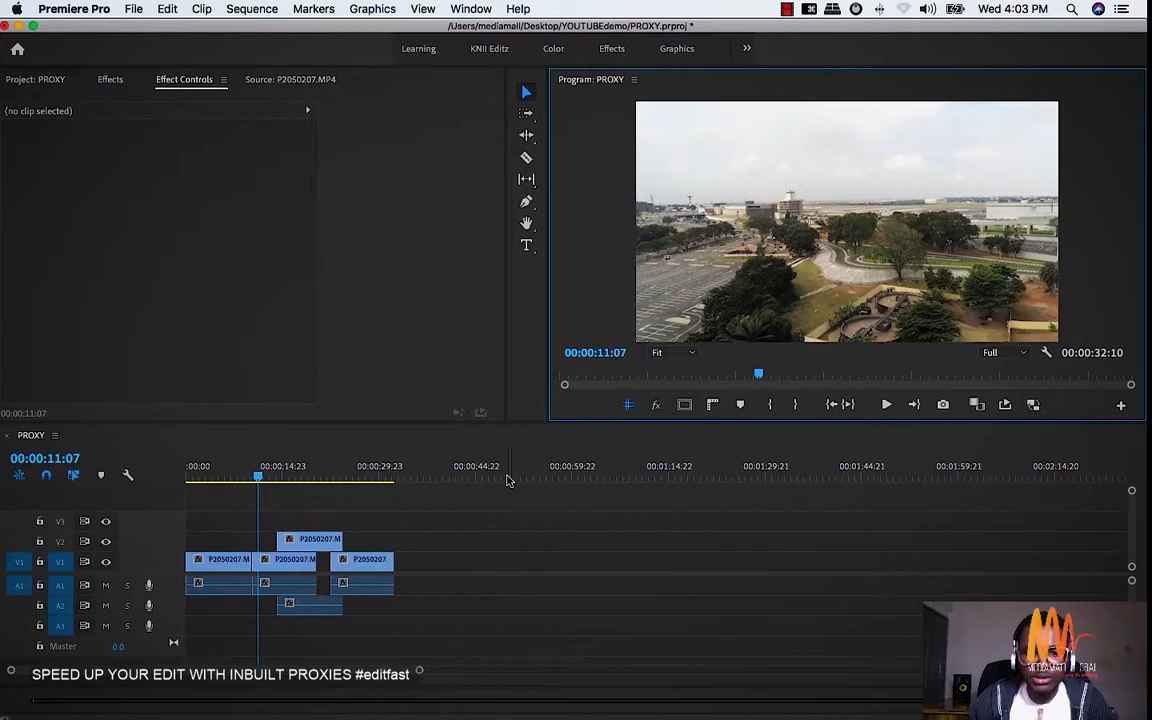 Premiere Pro File Edit Clip Sequence Markers Graphics View Window Help Wed 4:03 PM
/Users/mediamall/Desktop/YOUTUBEdemo/PROXY.prproj *
Learning KNII Editz Color Effects Graphics
Project: PROXY Effects Effect Controls Source: P2050207.MP4
Program: PROXY
(no clip selected)
00:00:11:07 Fit Full 00:00:32:10
00:00:11:07
PROXY
00:00:11:07
:00:00 00:00:14:23 00:00:29:23 00:00:44:22 00:00:59:22 00:01:14:22 00:01:29:21 00:01:44:21 00:01:59:21 00:02:14:20
V3
V2 P2050207.M
V1 V1 P2050207.M P2050207.M P2050207.
A1 A1 M S
A2 M S
A3 M S
Master 0.0
SPEED UP YOUR EDIT WITH INBUILT PROXIES #editfast